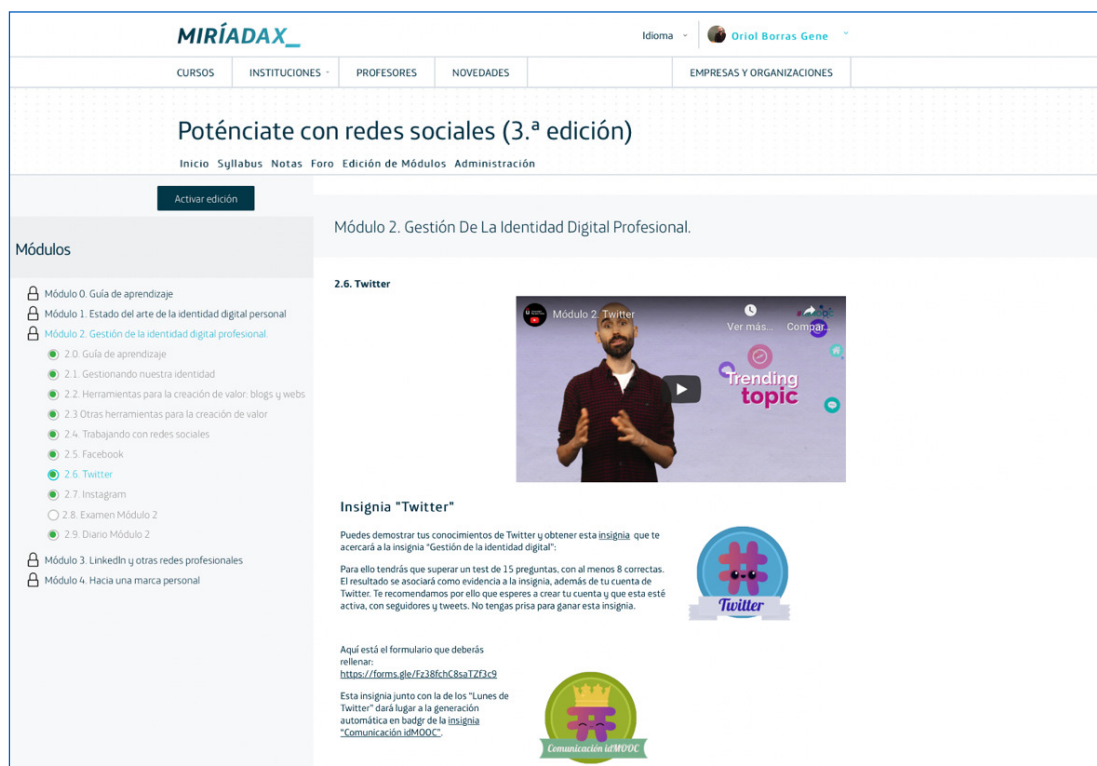 MIRÍADAX_
Idioma
Oriol Borras Gene
CURSOS
INSTITUCIONES
PROFESORES
NOVEDADES
EMPRESAS Y ORGANIZACIONES
Poténciate con redes sociales (3.ª edición)
Inicio Syllabus Notas Foro Edición de Módulos Administración
Activar edición
Módulos
Módulo 0. Guía de aprendizaje
Módulo 1. Estado del arte de la identidad digital personal
Módulo 2. Gestión de la identidad digital profesional.
2.0. Guía de aprendizaje
2.1. Gestionando nuestra identidad
2.2. Herramientas para la creación de valor: blogs y webs
2.3 Otras herramientas para la creación de valor
2.4. Trabajando con redes sociales
2.5. Facebook
2.6. Twitter
2.7. Instagram
2.8. Examen Módulo 2
2.9. Diario Módulo 2
Módulo 3. LinkedIn y otras redes profesionales
Módulo 4. Hacia una marca personal
Módulo 2. Gestión De La Identidad Digital Profesional.
2.6. Twitter
Módulo 2. Twitter
Ver más...
Compar...
Trending
topic
Insignia "Twitter"
Puedes demostrar tus conocimientos de Twitter y obtener esta insignia que te
acercará a la insignia "Gestión de la identidad digital":
Para ello tendrás que superar un test de 15 preguntas, con al menos 8 correctas.
El resultado se asociará como evidencia a la insignia, además de tu cuenta de
Twitter. Te recomendamos por ello que esperes a crear tu cuenta y que esta esté
activa, con seguidores y tweets. No tengas prisa para ganar esta insignia.
Twitter
Aquí está el formulario que deberás
rellenar:
https://forms.gle/Fz38fchC8saTZf3c9
Esta insignia junto con la de los "Lunes de
Twitter" dará lugar a la generación
automática en badgr de la insignia
"Comunicación idMOOC".
Comunicación idMOOC